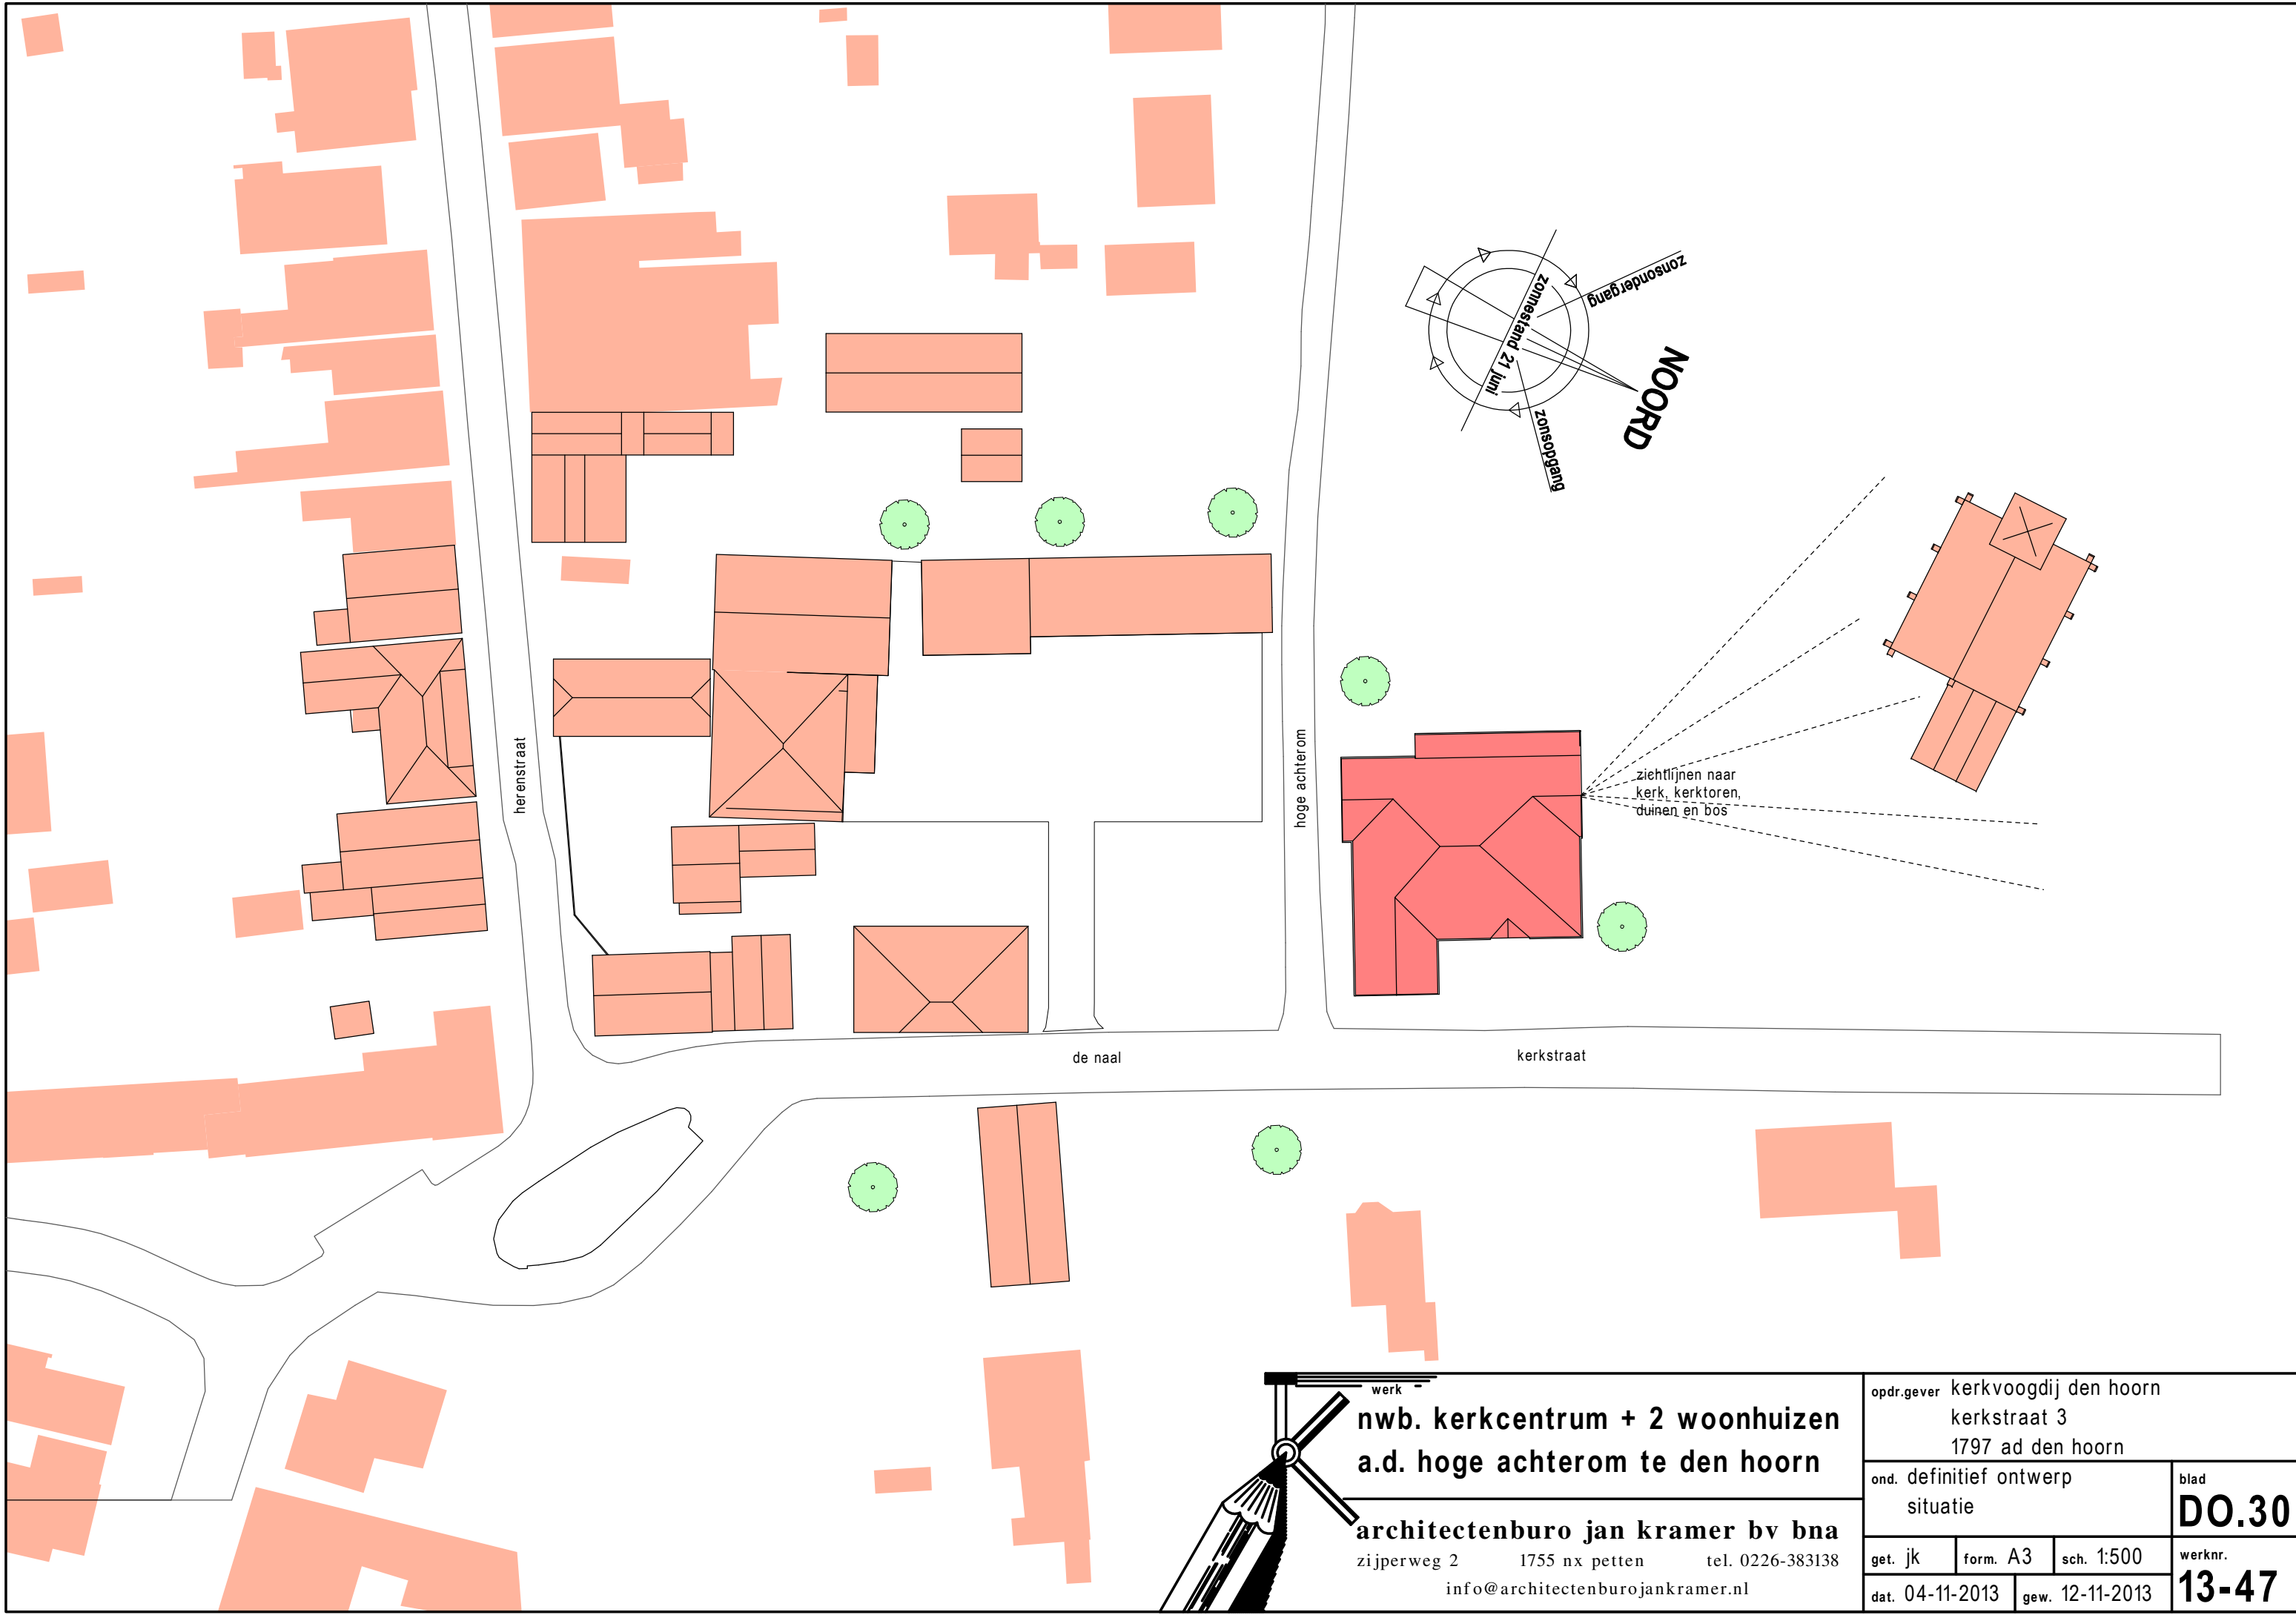 zonsondergang
zonnestand 21 juni
NOORD
zonsopgang
herenstraat
hoge achterom
zichtlijnen naar
kerk, kerktoren,
duinen en bos
de naal
kerkstraat
werk
nwb. kerkcentrum + 2 woonhuizen
a.d. hoge achterom te den hoorn
architectenburo jan kramer bv bna
zijperweg 2 1755 nx petten tel. 0226-383138
info@architectenburojankramer.nl
opdr.gever kerkvoogdij den hoorn
kerkstraat 3
1797 ad den hoorn
ond. definitief ontwerp
situatie
blad
DO.30
get. jk form. A3 sch. 1:500
dat. 04-11-2013 gew. 12-11-2013
werknr.
13-47